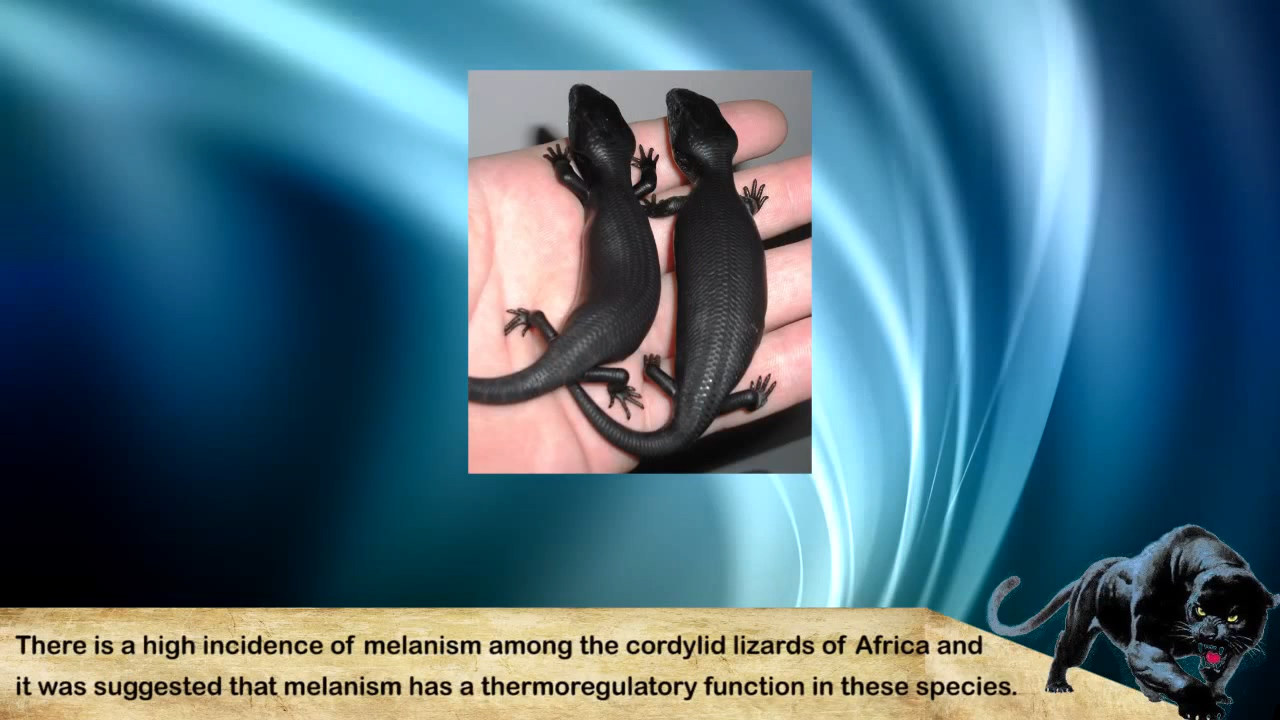 There is a high incidence of melanism among the cordylid lizards of Africa and
it was suggested that melanism has a thermoregulatory function in these species.